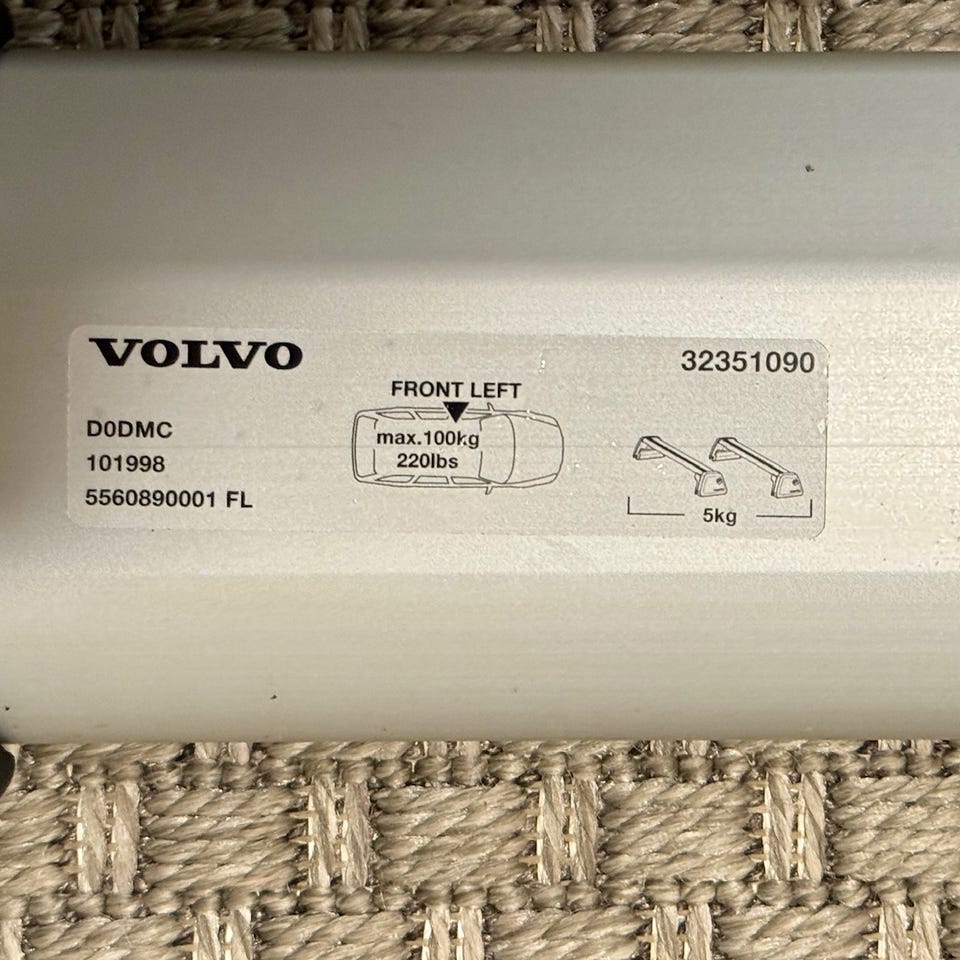 VOLVO
32351090
FRONT LEFT
D0DMC
max.100kg
101998
220lbs
5560890001 FL
5kg